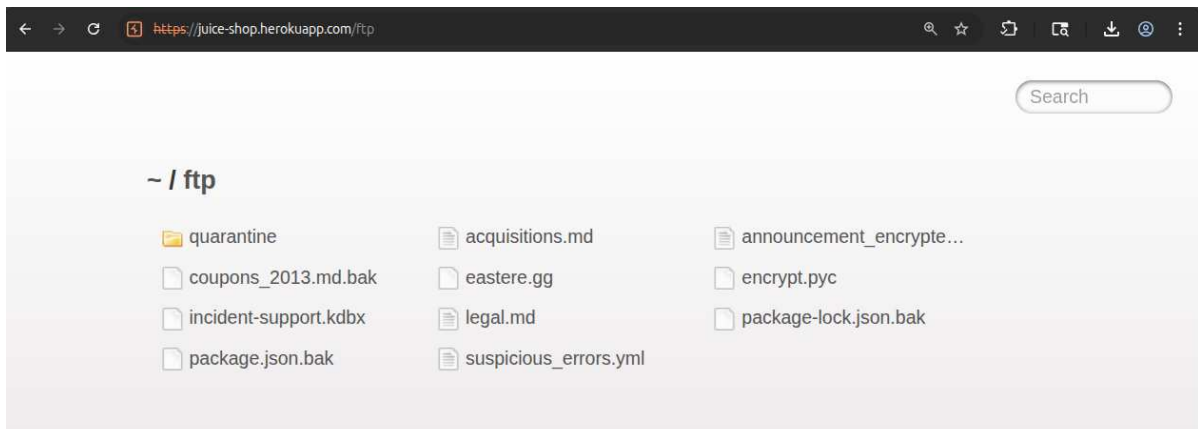 https://juice-shop.herokuapp.com/ftp
Search
~ / ftp
quarantine acquisitions.md announcement_encrypte…
coupons_2013.md.bak eastere.gg encrypt.pyc
incident-support.kdbx legal.md package-lock.json.bak
package.json.bak suspicious_errors.yml